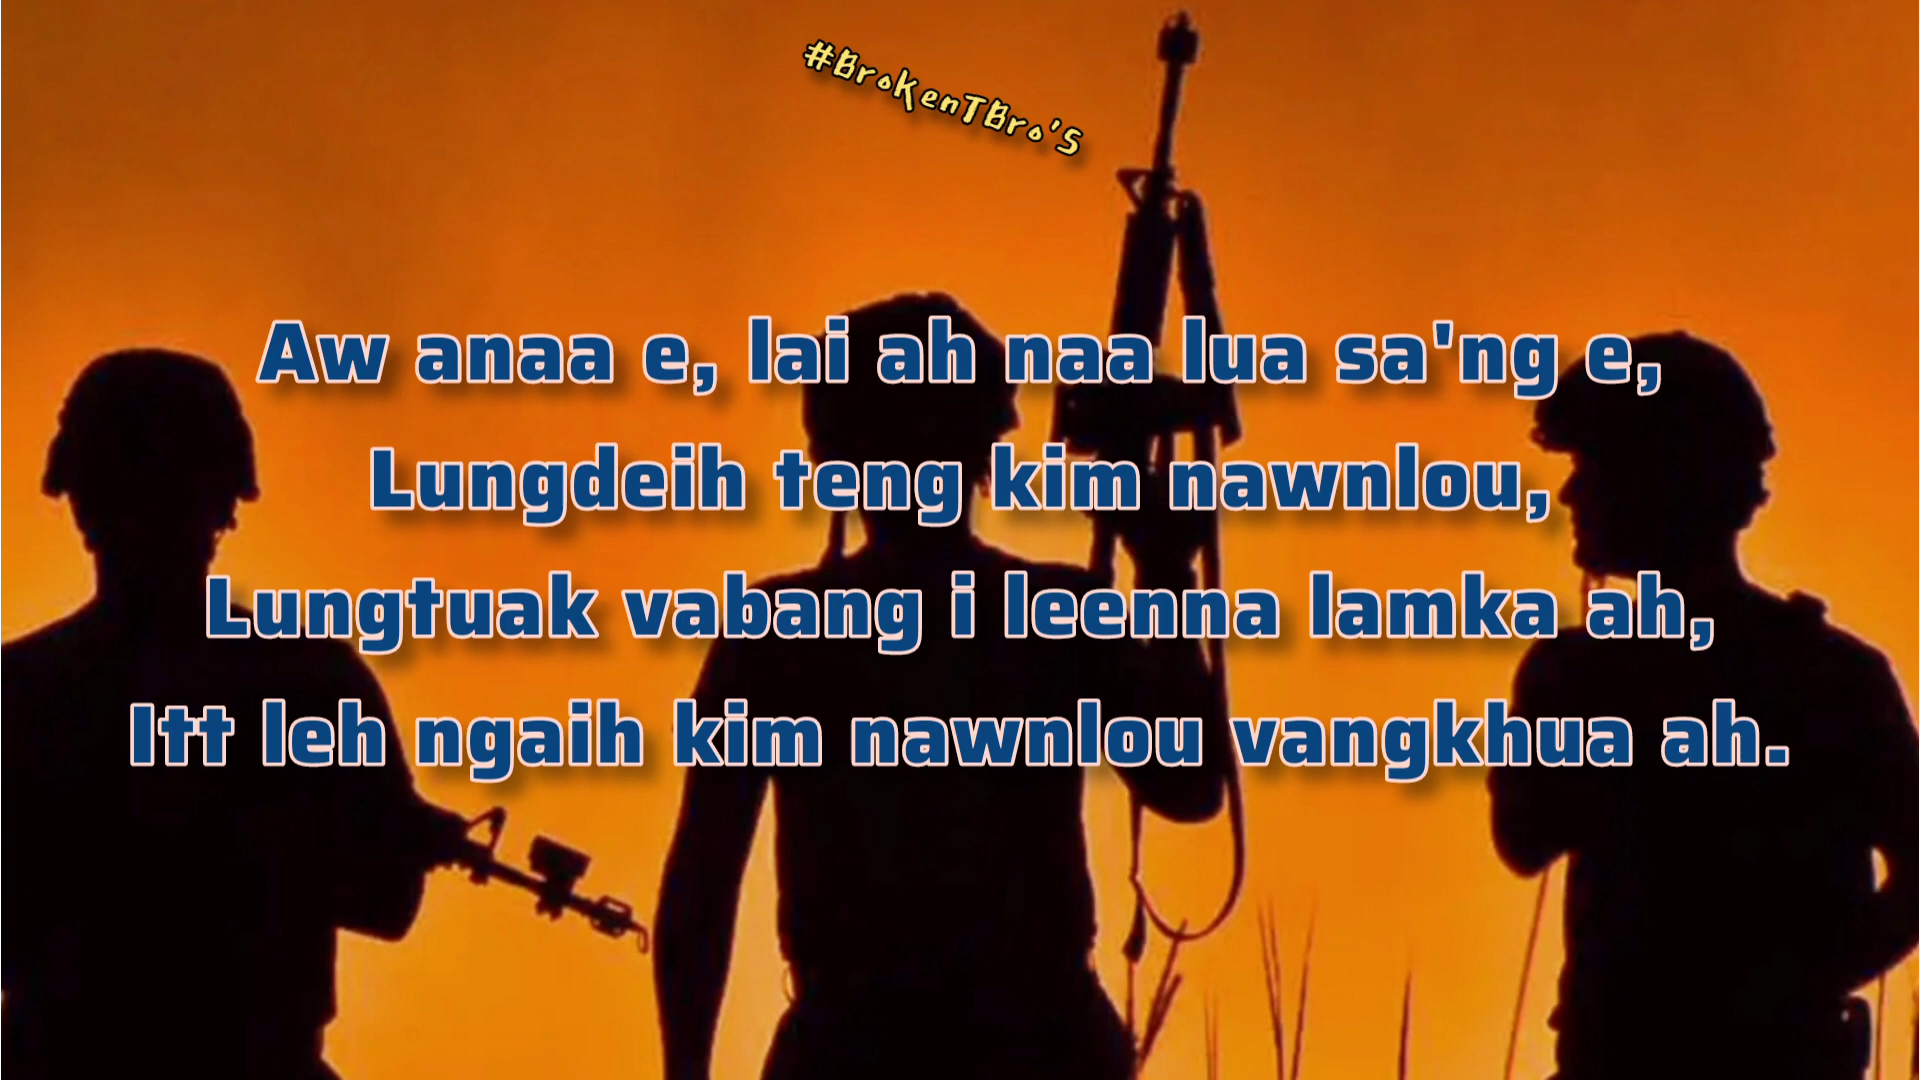 #BroKenTBro'S
Aw anaa e, lai ah naa lua sa'ng e,
Lungdeih teng kim nawnlou,
Lungtuak vabang i leenna lamka ah,
Itt leh ngaih kim nawnlou vangkhua ah.